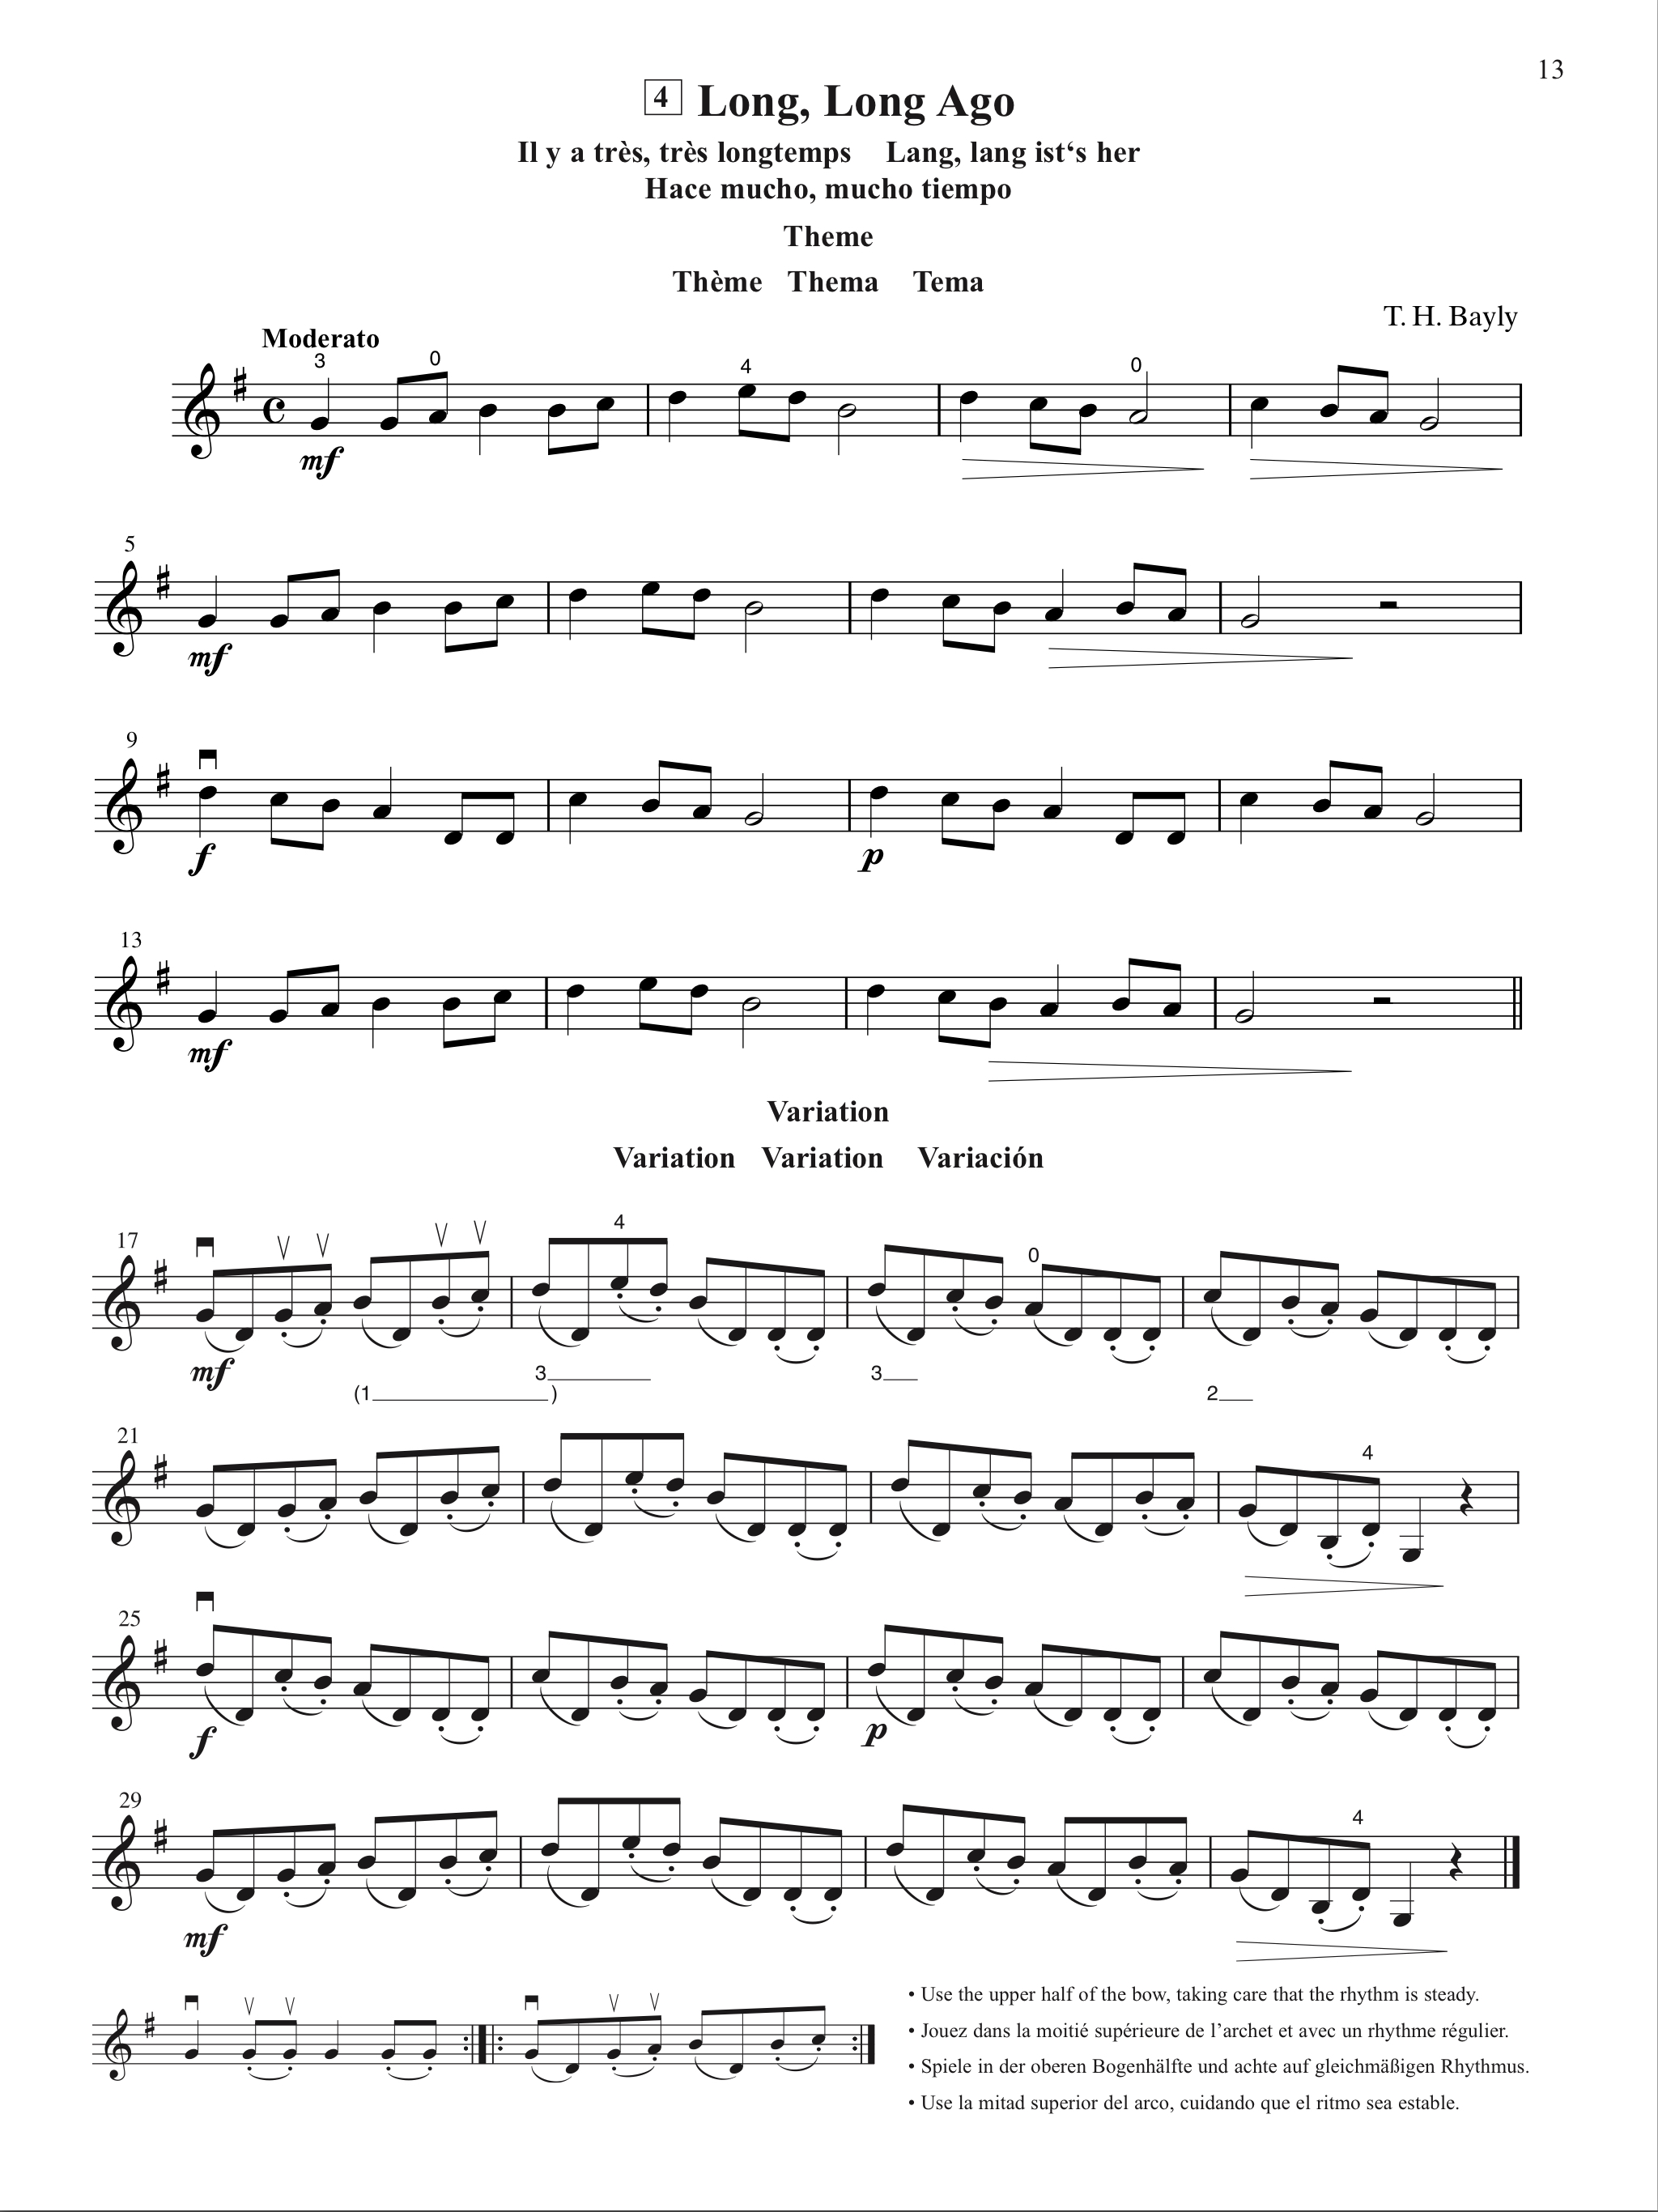 13
4 Long, Long Ago
Il y a très, très longtemps Lang, lang ist‘s her
Hace mucho, mucho tiempo
Theme
Thème Thema Tema
T. H. Bayly
Moderato
3 0 4 0
mf
5
mf
9
f p
13
mf
Variation
Variation Variation Variación
17 4 0
mf
3 3
(1 ) 2
21 4
25
f p
29 4
mf
• Use the upper half of the bow, taking care that the rhythm is steady.
• Jouez dans la moitié supérieure de l’archet et avec un rhythme régulier.
• Spiele in der oberen Bogenhälfte und achte auf gleichmäßigen Rhythmus.
• Use la mitad superior del arco, cuidando que el ritmo sea estable.